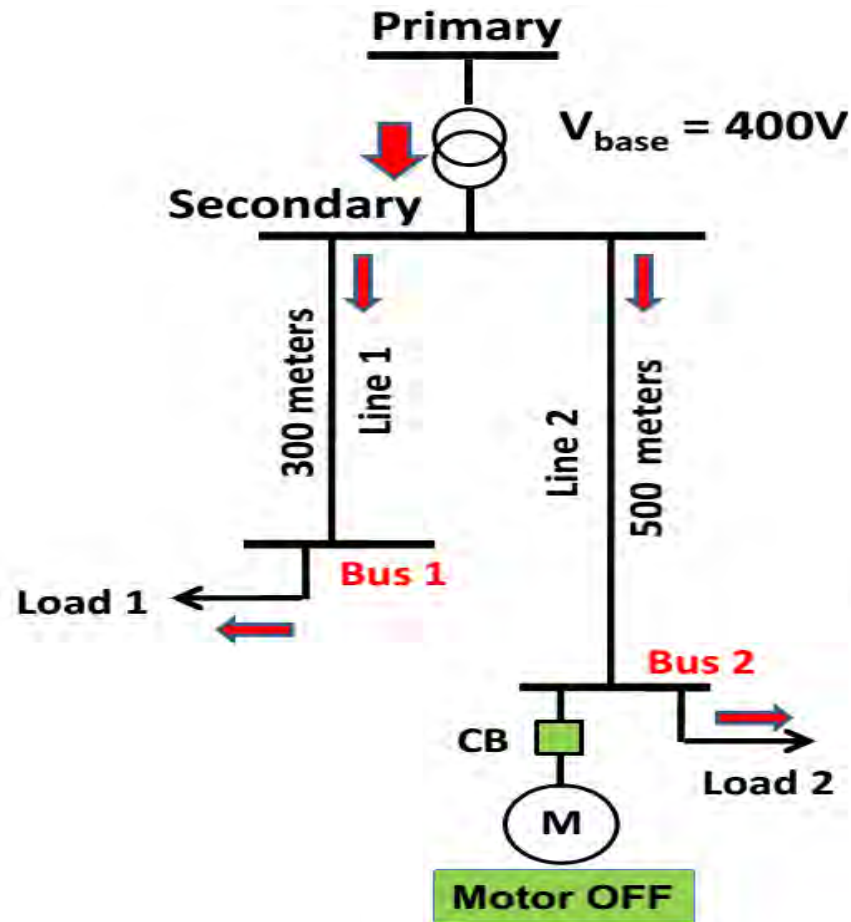 Primary
V_base = 400V
Secondary
300 meters
Line 1
Line 2
500 meters
Bus 1
Load 1
Bus 2
CB
Load 2
M
Motor OFF